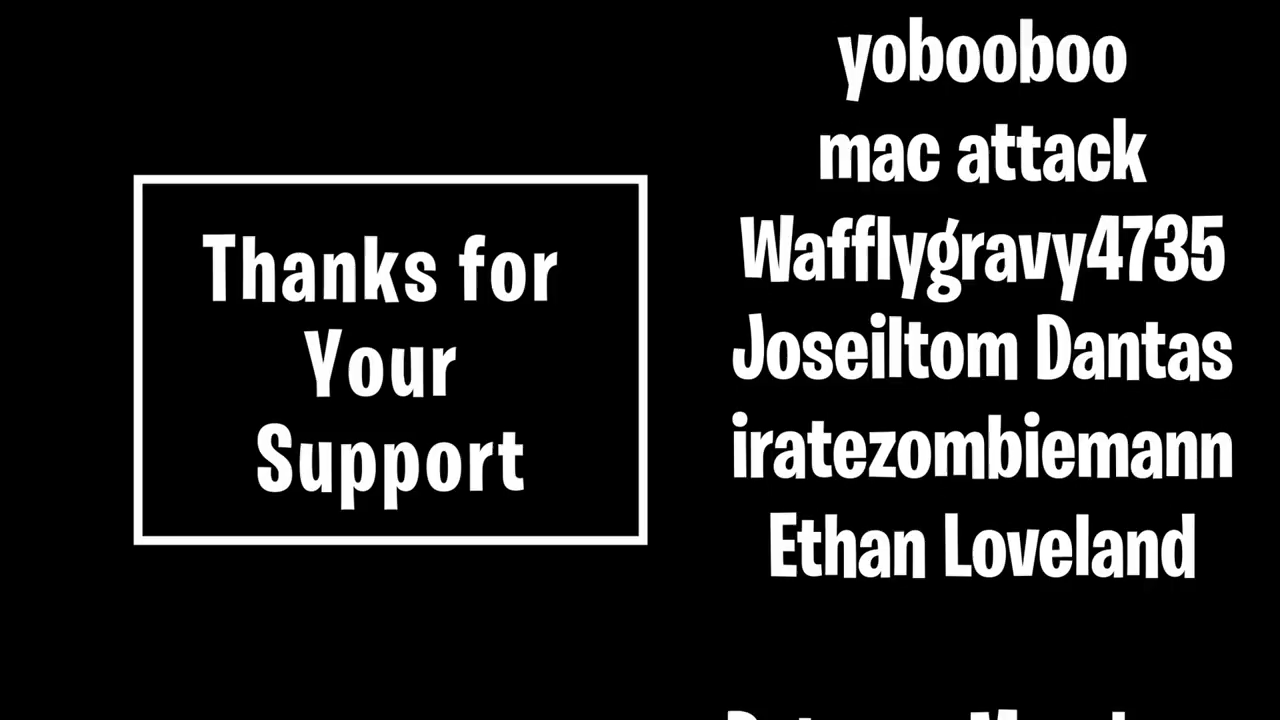 Thanks for
Your
Support
yobooboo
mac attack
Wafflygravy4735
Joseiltom Dantas
iratezombiemann
Ethan Loveland